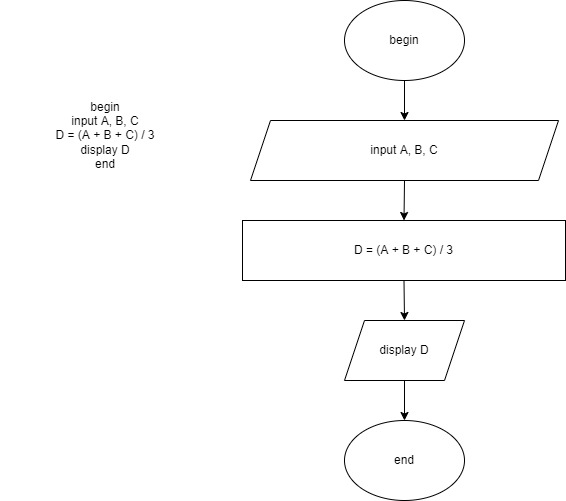 begin
input A, B, C
D = (A + B + C) / 3
display D
end
begin
input A, B, C
D = (A + B + C) / 3
display D
end